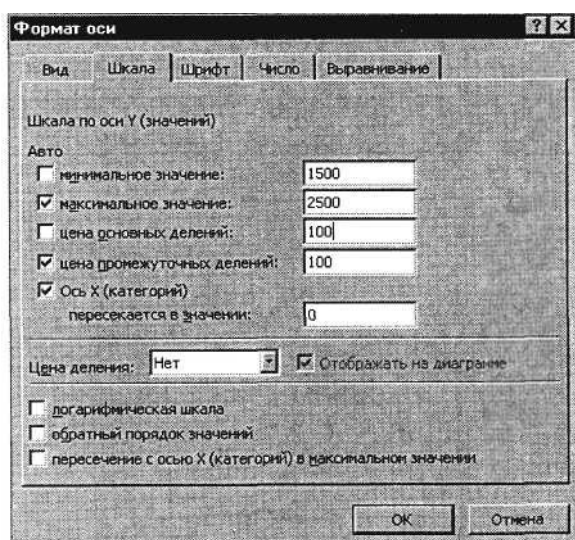 Формат оси
Вид Шкала Шрифт Число Выравнивание
Шкала по оси Y (значений)
Авто
минимальное значение: 1500
максимальное значение: 2500
цена основных делений: 100
цена промежуточных делений: 100
Ось X (категорий)
пересекается в значении: 0
Цена деления: Нет Отображать на диаграмме
логарифмическая шкала
обратный порядок значений
пересечение с осью X (категорий) в максимальном значении
ОК Отмена